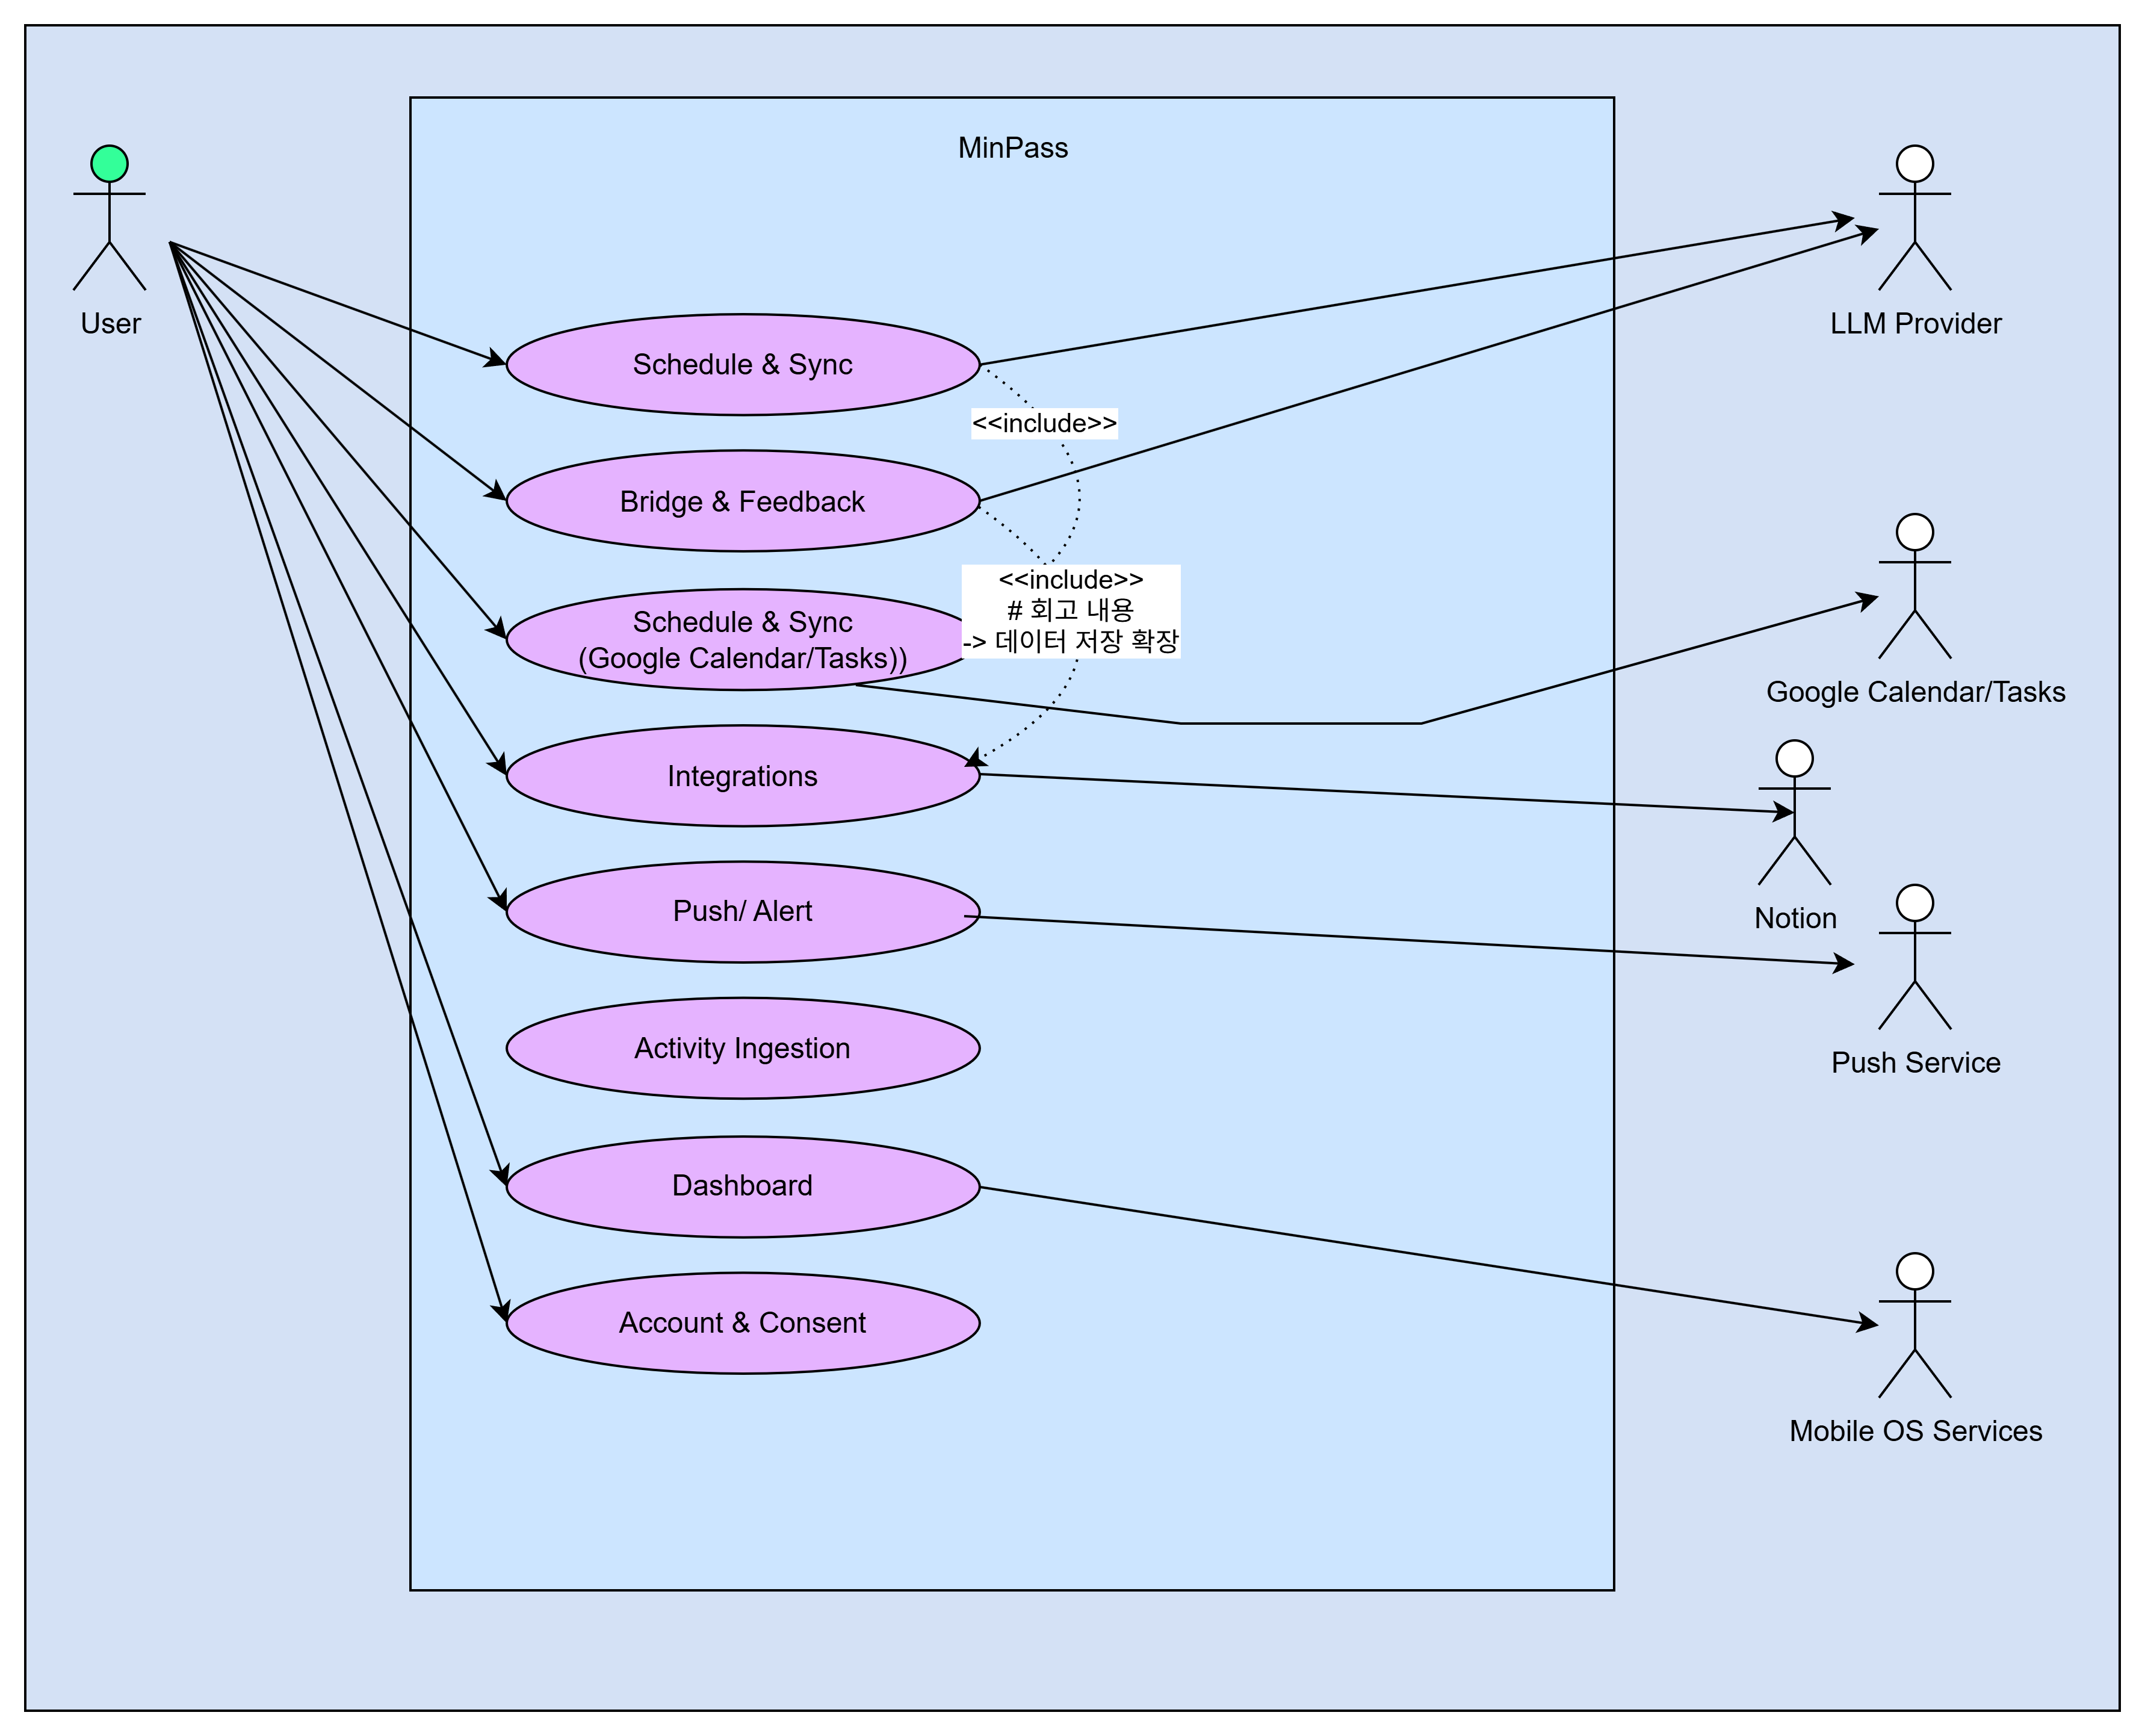 MinPass
User
LLM Provider
Schedule & Sync
<<include>>
Bridge & Feedback
<<include>>
# 회고 내용
-> 데이터 저장 확장
Schedule & Sync
(Google Calendar/Tasks))
Google Calendar/Tasks
Integrations
Notion
Push/ Alert
Push Service
Activity Ingestion
Dashboard
Account & Consent
Mobile OS Services